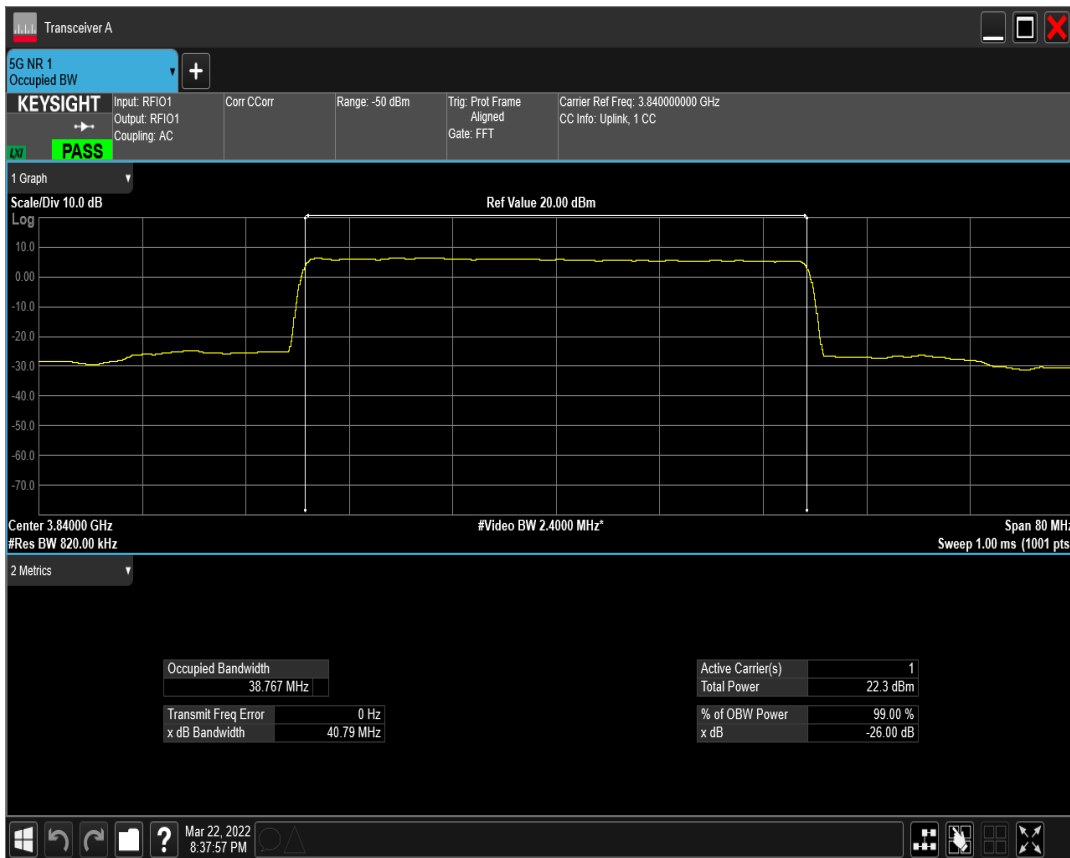 Transceiver A
5G NR 1
Occupied BW
+
KEYSIGHT
LXI
PASS
Input: RFIO1
Output: RFIO1
Coupling: AC
Corr CCorr
Range: -50 dBm
Trig: Prot Frame
Aligned
Gate: FFT
Carrier Ref Freq: 3.840000000 GHz
CC Info: Uplink, 1 CC
1 Graph
Scale/Div 10.0 dB
Ref Value 20.00 dBm
Log
10.0
0.00
-10.0
-20.0
-30.0
-40.0
-50.0
-60.0
-70.0
Center 3.84000 GHz
#Video BW 2.4000 MHz*
Span 80 MHz
#Res BW 820.00 kHz
Sweep 1.00 ms (1001 pts
2 Metrics
Occupied Bandwidth
38.767 MHz
Transmit Freq Error 0 Hz
x dB Bandwidth 40.79 MHz
Active Carrier(s) 1
Total Power 22.3 dBm
% of OBW Power 99.00 %
x dB -26.00 dB
?
Mar 22, 2022
8:37:57 PM